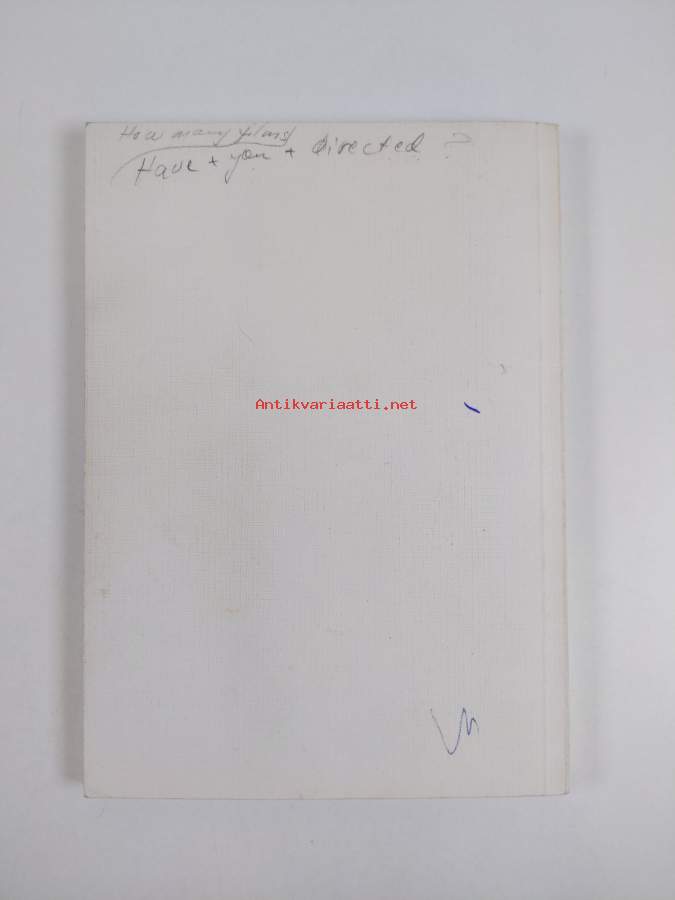 How many films
Have + you + directed ?
Antikvariaatti.net